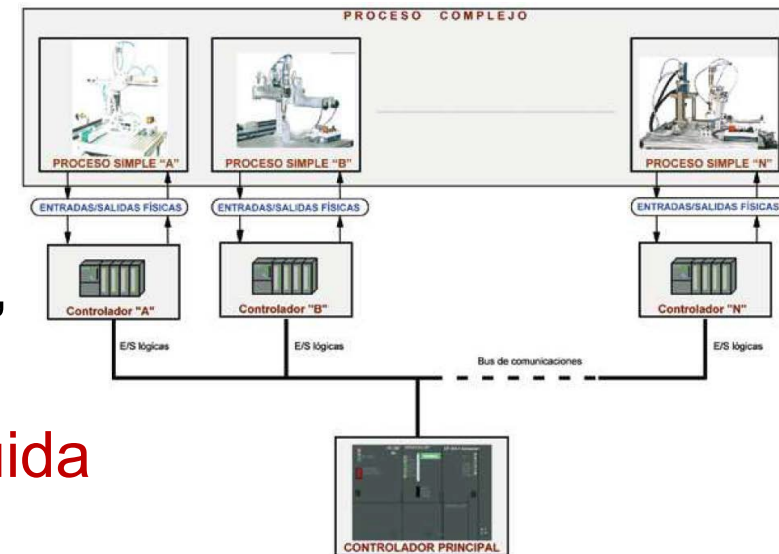 PROCESO COMPLEJO
PROCESO SIMPLE "A"
PROCESO SIMPLE "B"
PROCESO SIMPLE "N"
ENTRADAS/SALIDAS FÍSICAS
ENTRADAS/SALIDAS FÍSICAS
ENTRADAS/SALIDAS FÍSICAS
,
Controlador "A"
Controlador "B"
Controlador "N"
E/S lógicas
E/S lógicas
E/S lógicas
Bus de comunicaciones
uida
CONTROLADOR PRINCIPAL